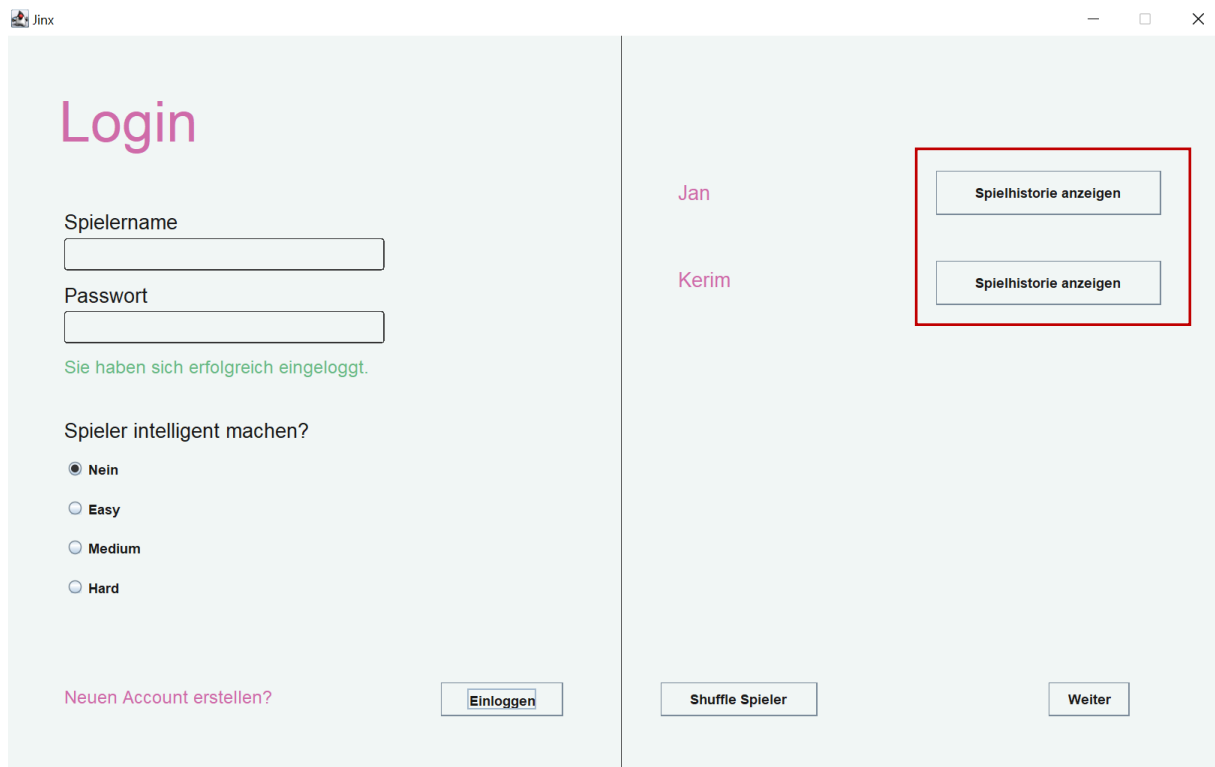 Jinx
Login
Spielername
Passwort
Sie haben sich erfolgreich eingeloggt.
Spieler intelligent machen?
Nein
Easy
Medium
Hard
Neuen Account erstellen?
Einloggen
Jan
Spielhistorie anzeigen
Kerim
Spielhistorie anzeigen
Shuffle Spieler
Weiter